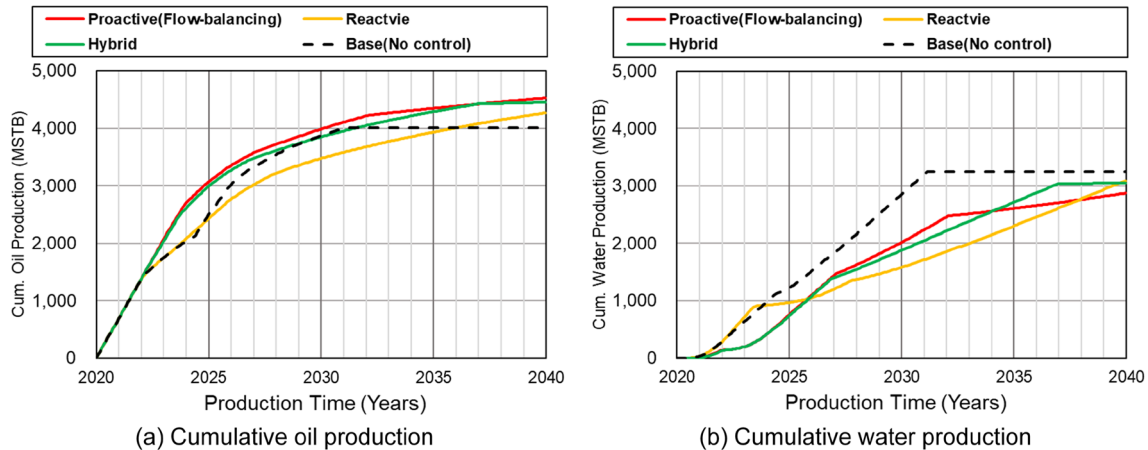 Proactive(Flow-balancing)
Reactvie
Hybrid
Base(No control)
5,000
4,000
3,000
2,000
1,000
0
Cum. Oil Production (MSTB)
2020
2025
2030
2035
2040
Production Time (Years)
(a) Cumulative oil production
Proactive(Flow-balancing)
Reactvie
Hybrid
Base(No control)
5,000
4,000
3,000
2,000
1,000
0
Cum. Water Production (MSTB)
2020
2025
2030
2035
2040
Production Time (Years)
(b) Cumulative water production